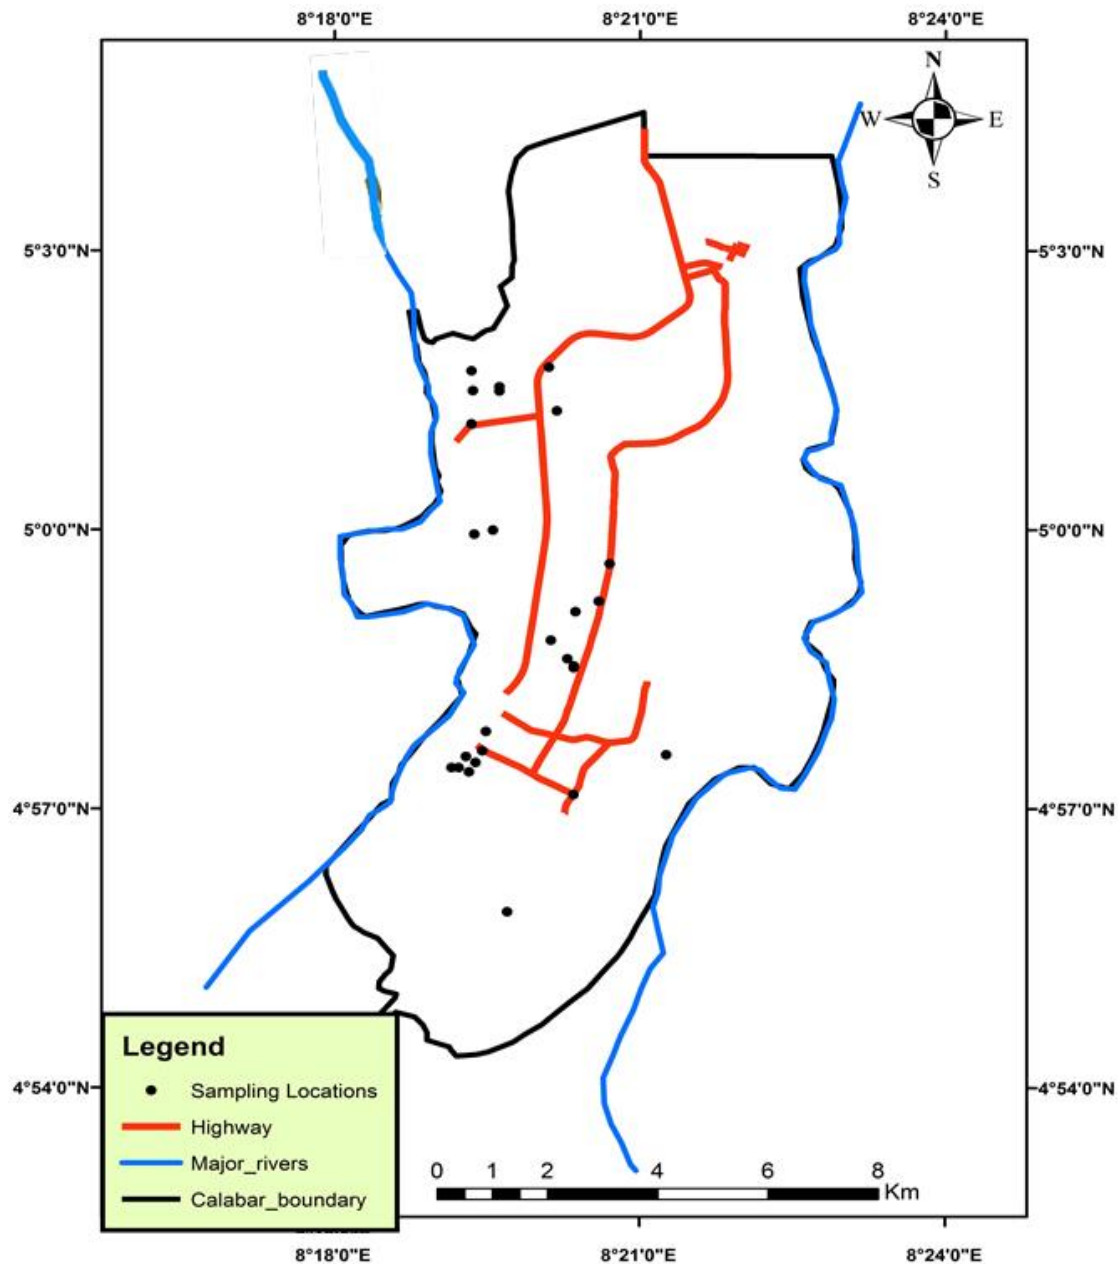 8°18'0"E 8°21'0"E 8°24'0"E
N
W E
S
5°3'0"N 5°3'0"N
5°0'0"N 5°0'0"N
4°57'0"N 4°57'0"N
4°54'0"N 4°54'0"N
Legend
Sampling Locations
Highway
Major_rivers
Calabar_boundary
0 1 2 4 6 8
Km
8°18'0"E 8°21'0"E 8°24'0"E